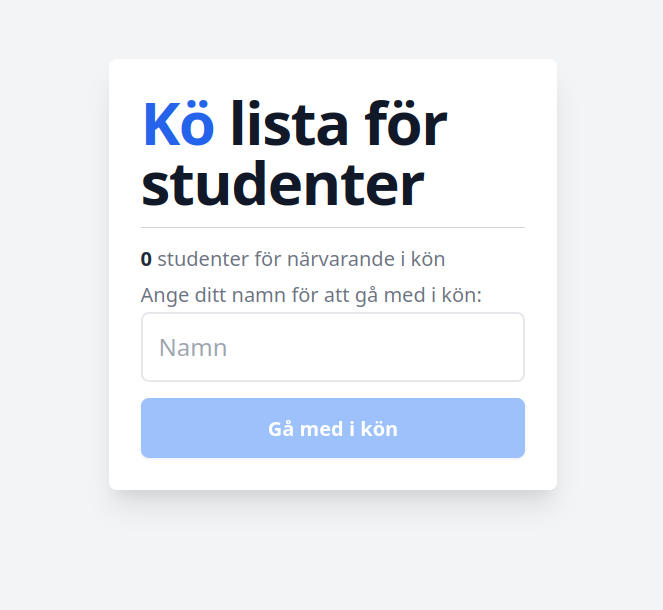 Kö lista för
studenter
0 studenter för närvarande i kön
Ange ditt namn för att gå med i kön:
Namn
Gå med i kön